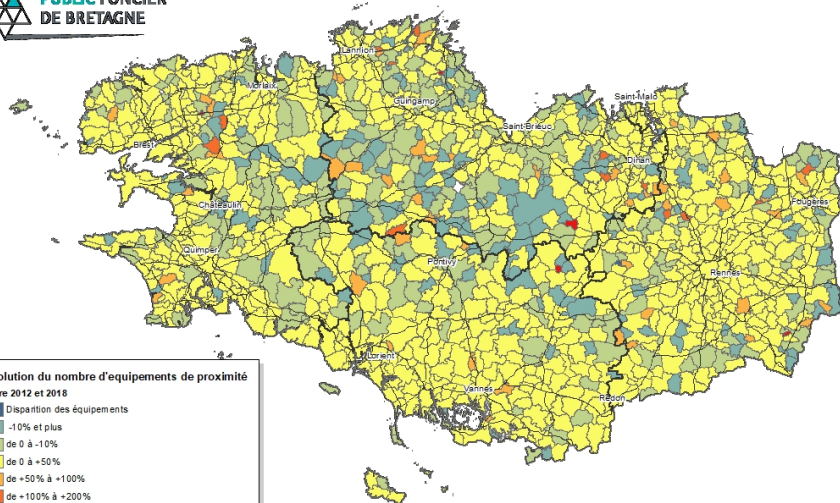 PUBLIC FONCIER
DE BRETAGNE
Lannion
Morlaix
Guingamp
Saint-Malo
Saint-Brieuc
Brest
Dinan
Fougères
Châteaulin
Quimper
Pontivy
Rennes
Lorient
Vannes
Redon
olution du nombre d'equipements de proximité
re 2012 et 2018
Disparition des équipements
-10% et plus
de 0 à -10%
de 0 à +50%
de +50% à +100%
de +100% à +200%